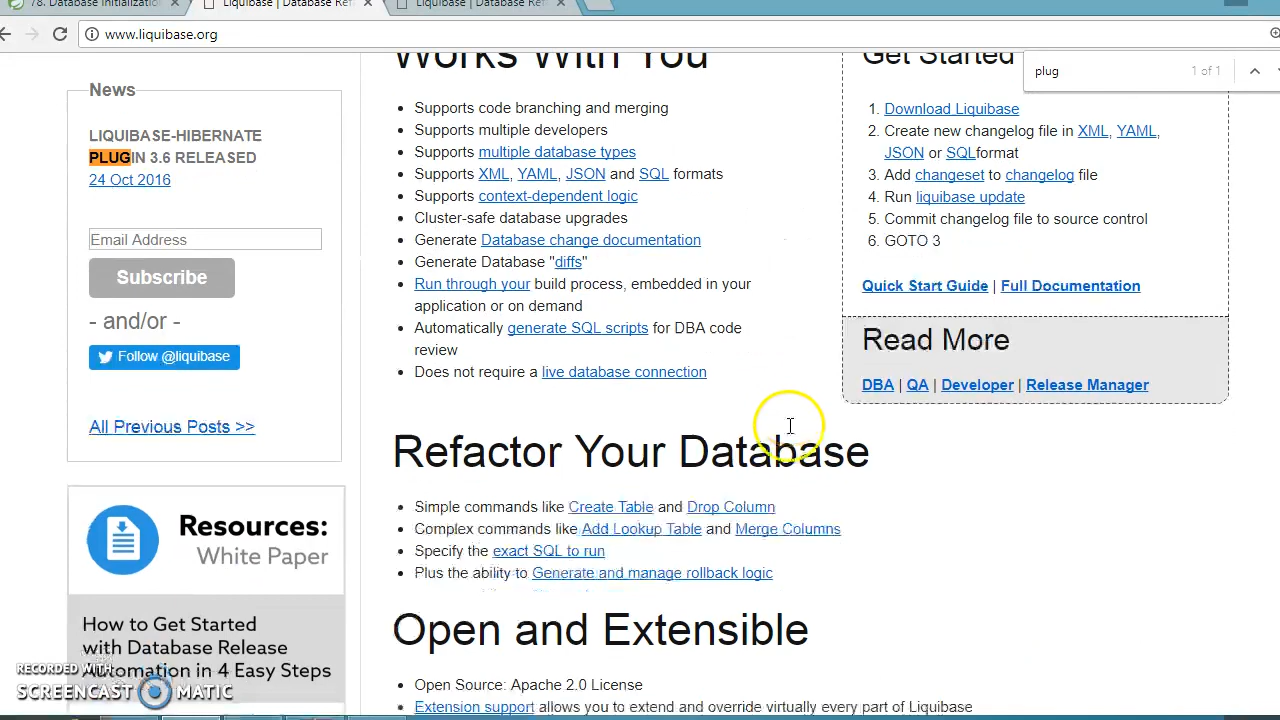 78. Database Initializatio
Liquibase | Database Refa
Liquibase | Database Refa
www.liquibase.org
plug
1 of 1
News
LIQUIBASE-HIBERNATE
PLUGIN 3.6 RELEASED
24 Oct 2016
Email Address
Subscribe
- and/or -
Follow @liquibase
All Previous Posts >>
Resources:
White Paper
How to Get Started
with Database Release
Automation in 4 Easy Steps
Works With You
• Supports code branching and merging
• Supports multiple developers
• Supports multiple database types
• Supports XML, YAML, JSON and SQL formats
• Supports context-dependent logic
• Cluster-safe database upgrades
• Generate Database change documentation
• Generate Database "diffs"
• Run through your build process, embedded in your
application or on demand
• Automatically generate SQL scripts for DBA code
review
• Does not require a live database connection
Refactor Your Database
• Simple commands like Create Table and Drop Column
• Complex commands like Add Lookup Table and Merge Columns
• Specify the exact SQL to run
• Plus the ability to Generate and manage rollback logic
Open and Extensible
• Open Source: Apache 2.0 License
• Extension support allows you to extend and override virtually every part of Liquibase
Get Started
1. Download Liquibase
2. Create new changelog file in XML, YAML,
JSON or SQLformat
3. Add changeset to changelog file
4. Run liquibase update
5. Commit changelog file to source control
6. GOTO 3
Quick Start Guide | Full Documentation
Read More
DBA | QA | Developer | Release Manager
RECORDED WITH
SCREENCAST MATIC